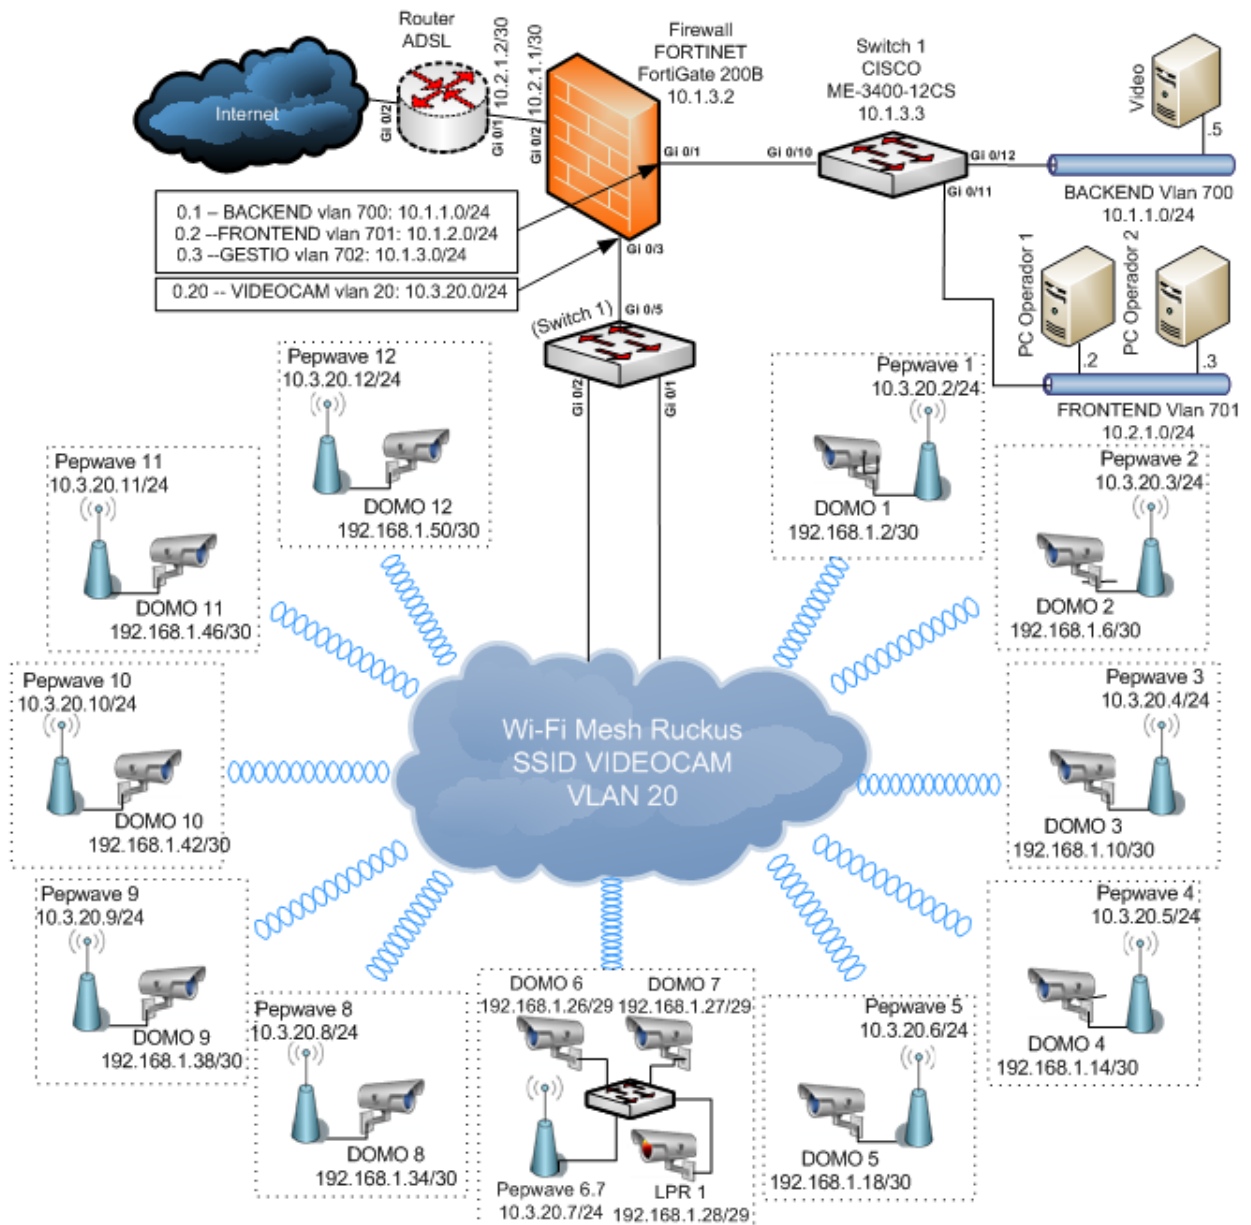 Router
ADSL
Internet
Gi 0/2
Gi 0/1
10.2.1.2/30
10.2.1.1/30
Gi 0/2
Firewall
FORTINET
FortiGate 200B
10.1.3.2
Gi 0/1
Gi 0/3
Switch 1
CISCO
ME-3400-12CS
10.1.3.3
Gi 0/10
Gi 0/12
Gi 0/11
Video
.5
BACKEND Vlan 700
10.1.1.0/24
PC Operador 1
PC Operador 2
.2
.3
FRONTEND Vlan 701
10.2.1.0/24
0.1 – BACKEND vlan 700: 10.1.1.0/24
0.2 --FRONTEND vlan 701: 10.1.2.0/24
0.3 --GESTIO vlan 702: 10.1.3.0/24
0.20 -- VIDEOCAM vlan 20: 10.3.20.0/24
(Switch 1)
Gi 0/5
Gi 0/2
Gi 0/1
Pepwave 12
10.3.20.12/24
DOMO 12
192.168.1.50/30
Pepwave 1
10.3.20.2/24
DOMO 1
192.168.1.2/30
Pepwave 11
10.3.20.11/24
DOMO 11
192.168.1.46/30
Pepwave 2
10.3.20.3/24
DOMO 2
192.168.1.6/30
Pepwave 10
10.3.20.10/24
DOMO 10
192.168.1.42/30
Wi-Fi Mesh Ruckus
SSID VIDEOCAM
VLAN 20
Pepwave 3
10.3.20.4/24
DOMO 3
192.168.1.10/30
Pepwave 9
10.3.20.9/24
DOMO 9
192.168.1.38/30
Pepwave 4
10.3.20.5/24
DOMO 4
192.168.1.14/30
Pepwave 8
10.3.20.8/24
DOMO 8
192.168.1.34/30
DOMO 6
192.168.1.26/29
DOMO 7
192.168.1.27/29
Pepwave 6.7
10.3.20.7/24
LPR 1
192.168.1.28/29
Pepwave 5
10.3.20.6/24
DOMO 5
192.168.1.18/30